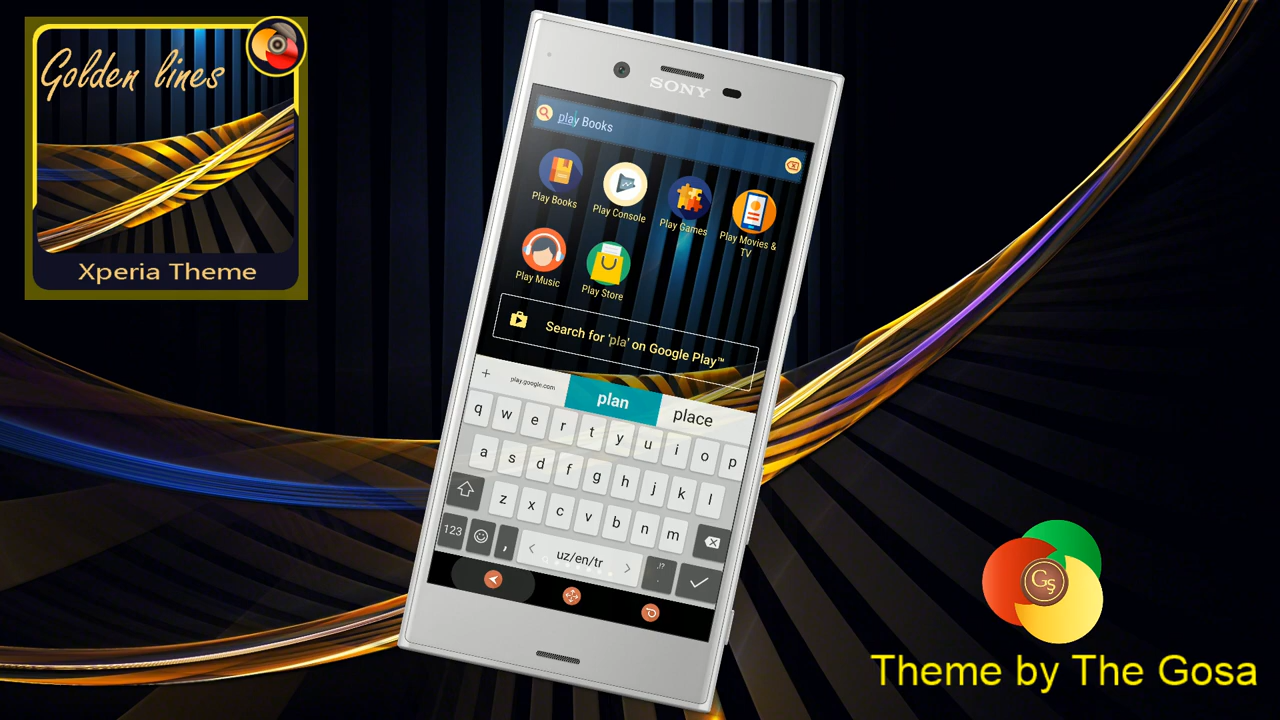 Golden lines
Xperia Theme
SONY
play Books
Play Books
Play Console
Play Games
Play Movies &
TV
Play Music
Play Store
Search for 'pla' on Google Play™
+ play.google.com plan place
q w e r t y u i o p
a s d f g h j k l
z x c v b n m
123 , < uz/en/tr > ,!? .
Gş
Theme by The Gosa